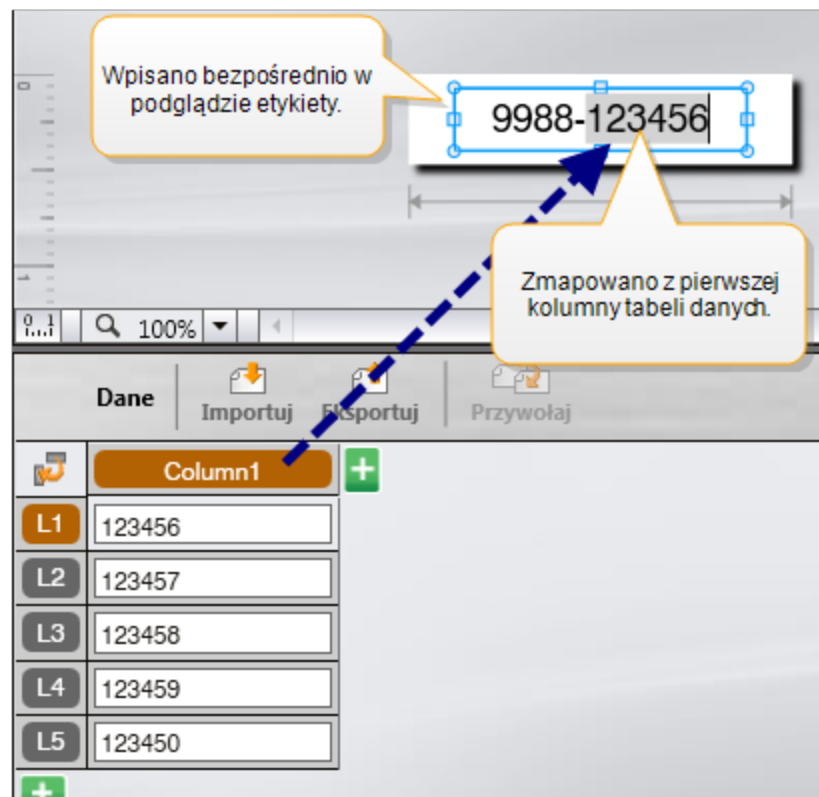 Wpisano bezpośrednio w
podglądzie etykiety.
9988-123456
Zmapowano z pierwszej
kolumny tabeli danych.
100%
Dane
Importuj
Eksportuj
Przywołaj
Column1
L1 123456
L2 123457
L3 123458
L4 123459
L5 123450